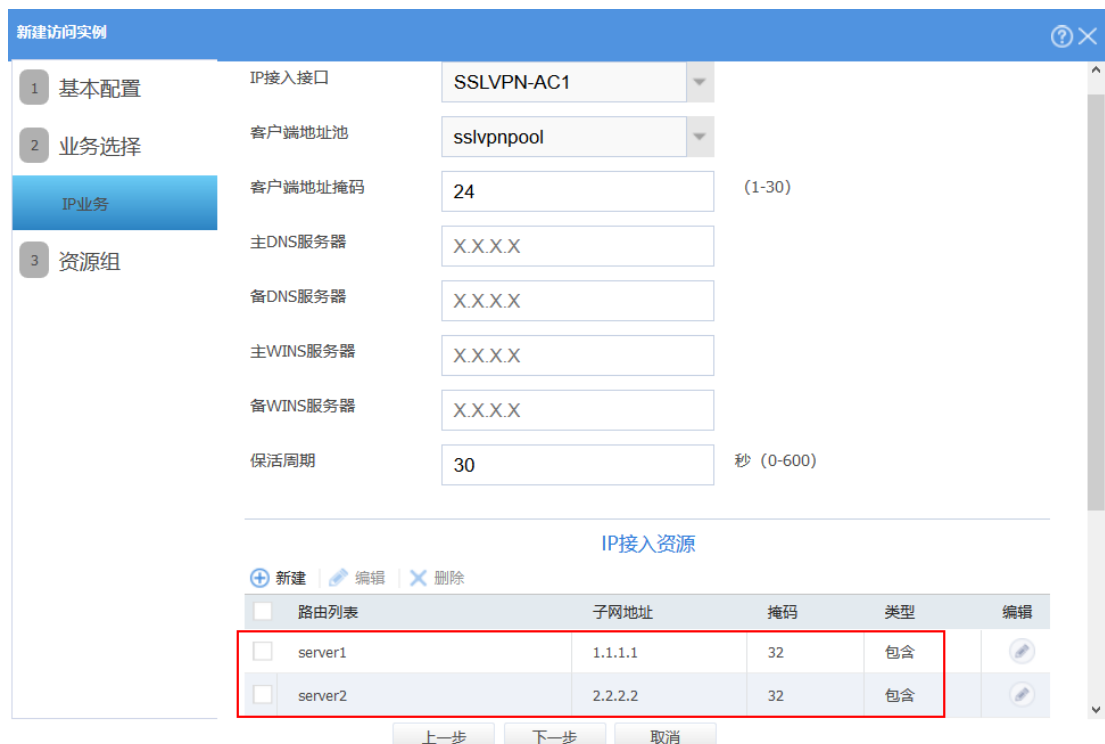 新建访问实例
1 基本配置
2 业务选择
IP业务
3 资源组
IP接入接口 SSLVPN-AC1
客户端地址池 sslvpnpool
客户端地址掩码 24 (1-30)
主DNS服务器 X.X.X.X
备DNS服务器 X.X.X.X
主WINS服务器 X.X.X.X
备WINS服务器 X.X.X.X
保活周期 30 秒 (0-600)
IP接入资源
新建 编辑 删除
路由列表 子网地址 掩码 类型 编辑
server1 1.1.1.1 32 包含
server2 2.2.2.2 32 包含
上一步 下一步 取消